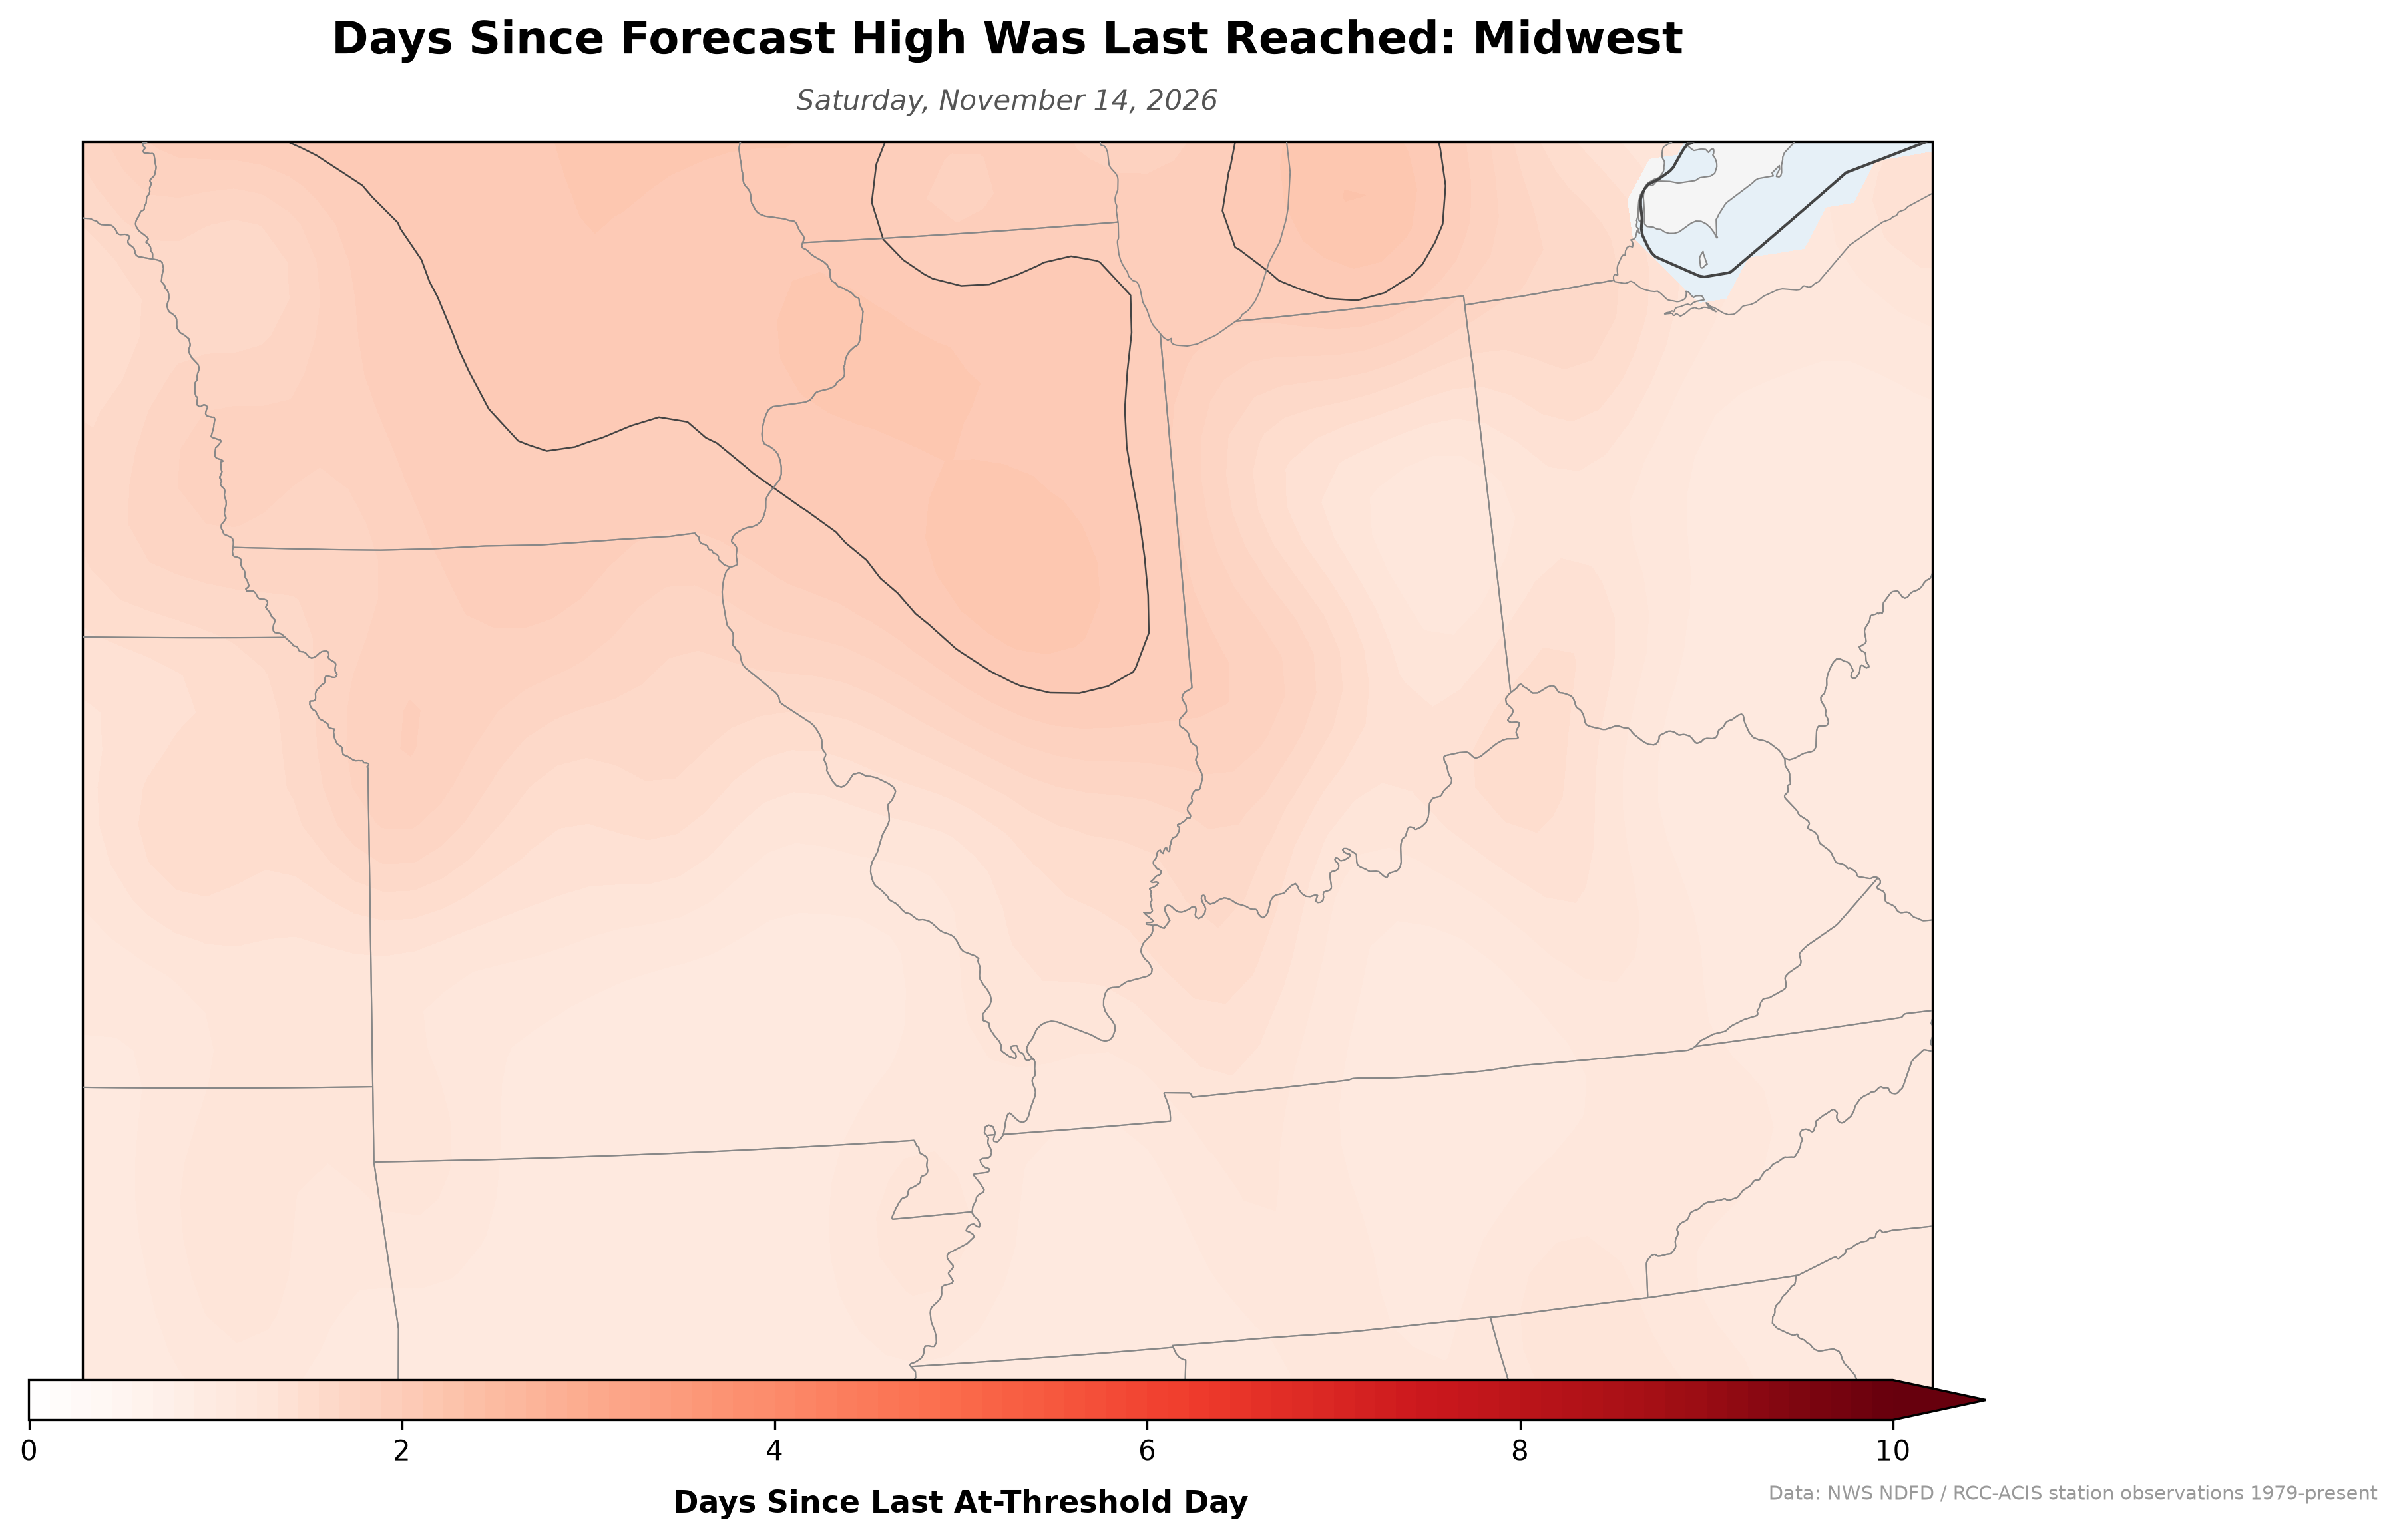 Days Since Forecast High Was Last Reached: Midwest
Saturday, November 14, 2026
0 2 4 6 8 10
Days Since Last At-Threshold Day
Data: NWS NDFD / RCC-ACIS station observations 1979-present